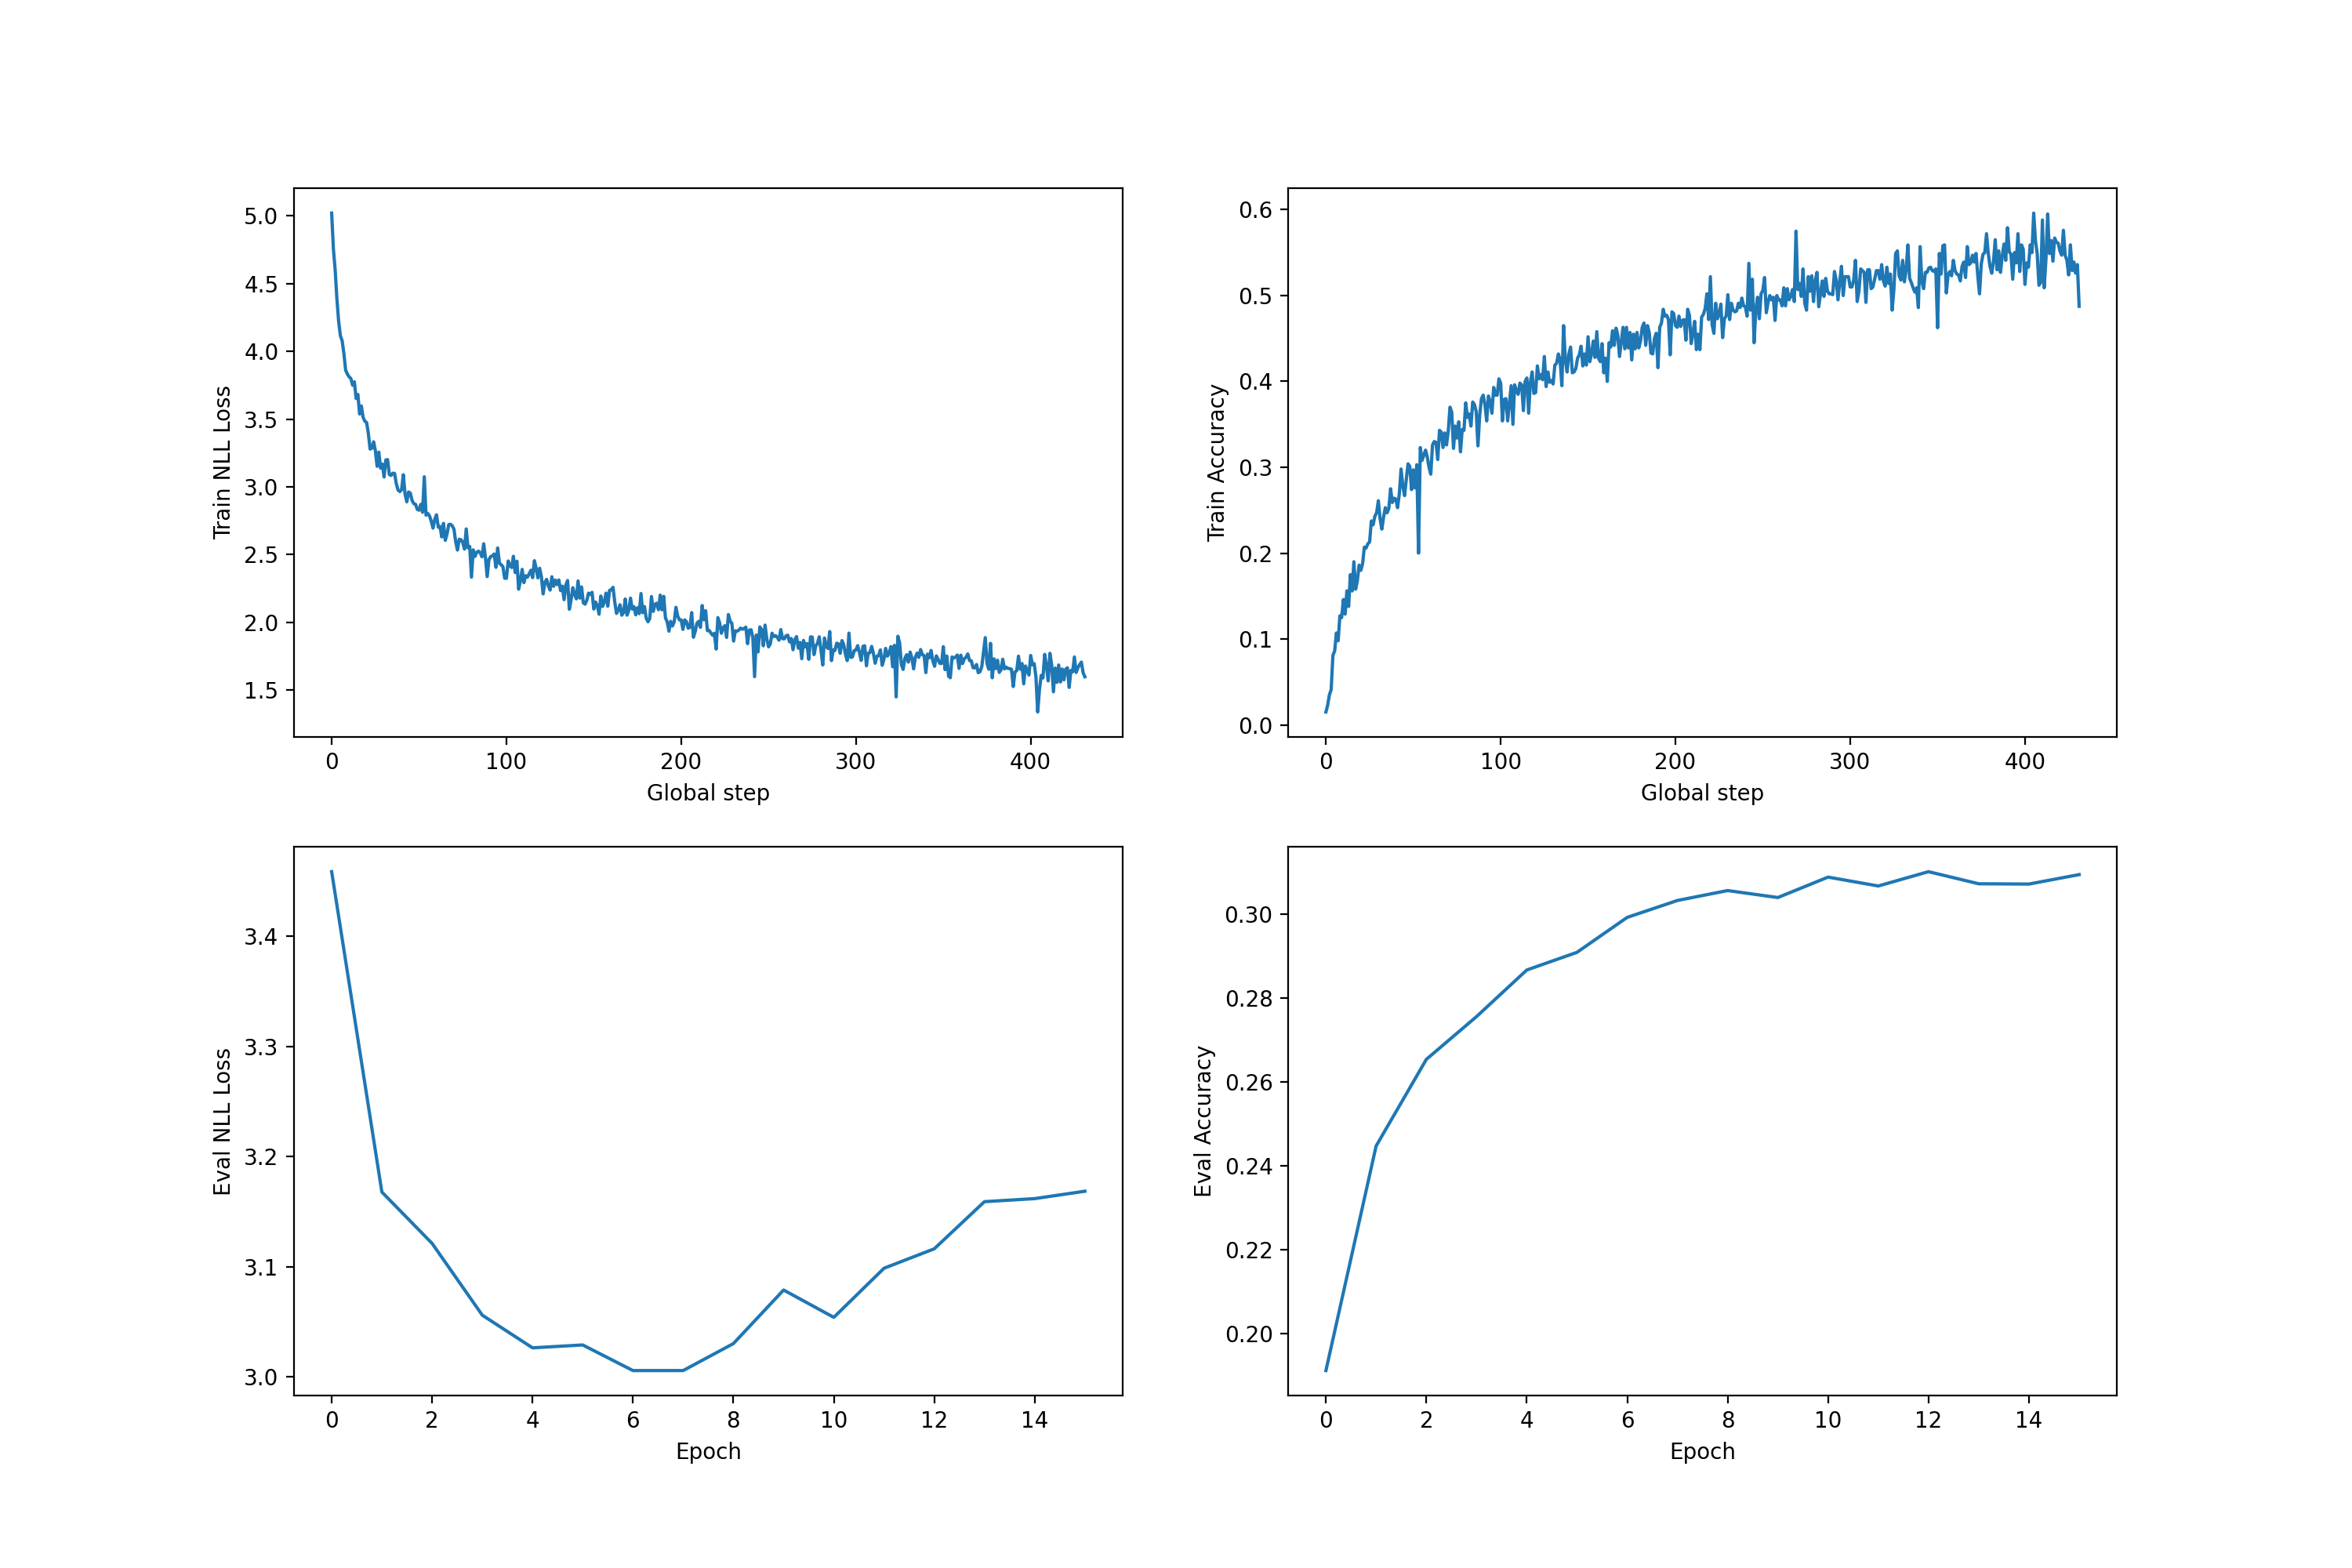 5.0
4.5
4.0
3.5
3.0
2.5
2.0
1.5
Train NLL Loss
0 100 200 300 400
Global step
0.6
0.5
0.4
0.3
0.2
0.1
0.0
Train Accuracy
0 100 200 300 400
Global step
3.4
3.3
3.2
3.1
3.0
Eval NLL Loss
0 2 4 6 8 10 12 14
Epoch
0.30
0.28
0.26
0.24
0.22
0.20
Eval Accuracy
0 2 4 6 8 10 12 14
Epoch